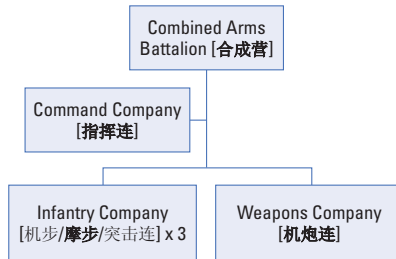 Combined Arms
Battalion [合成营]
Command Company
[指挥连]
Infantry Company
[机步/摩步/突击连] x 3
Weapons Company
[机炮连]